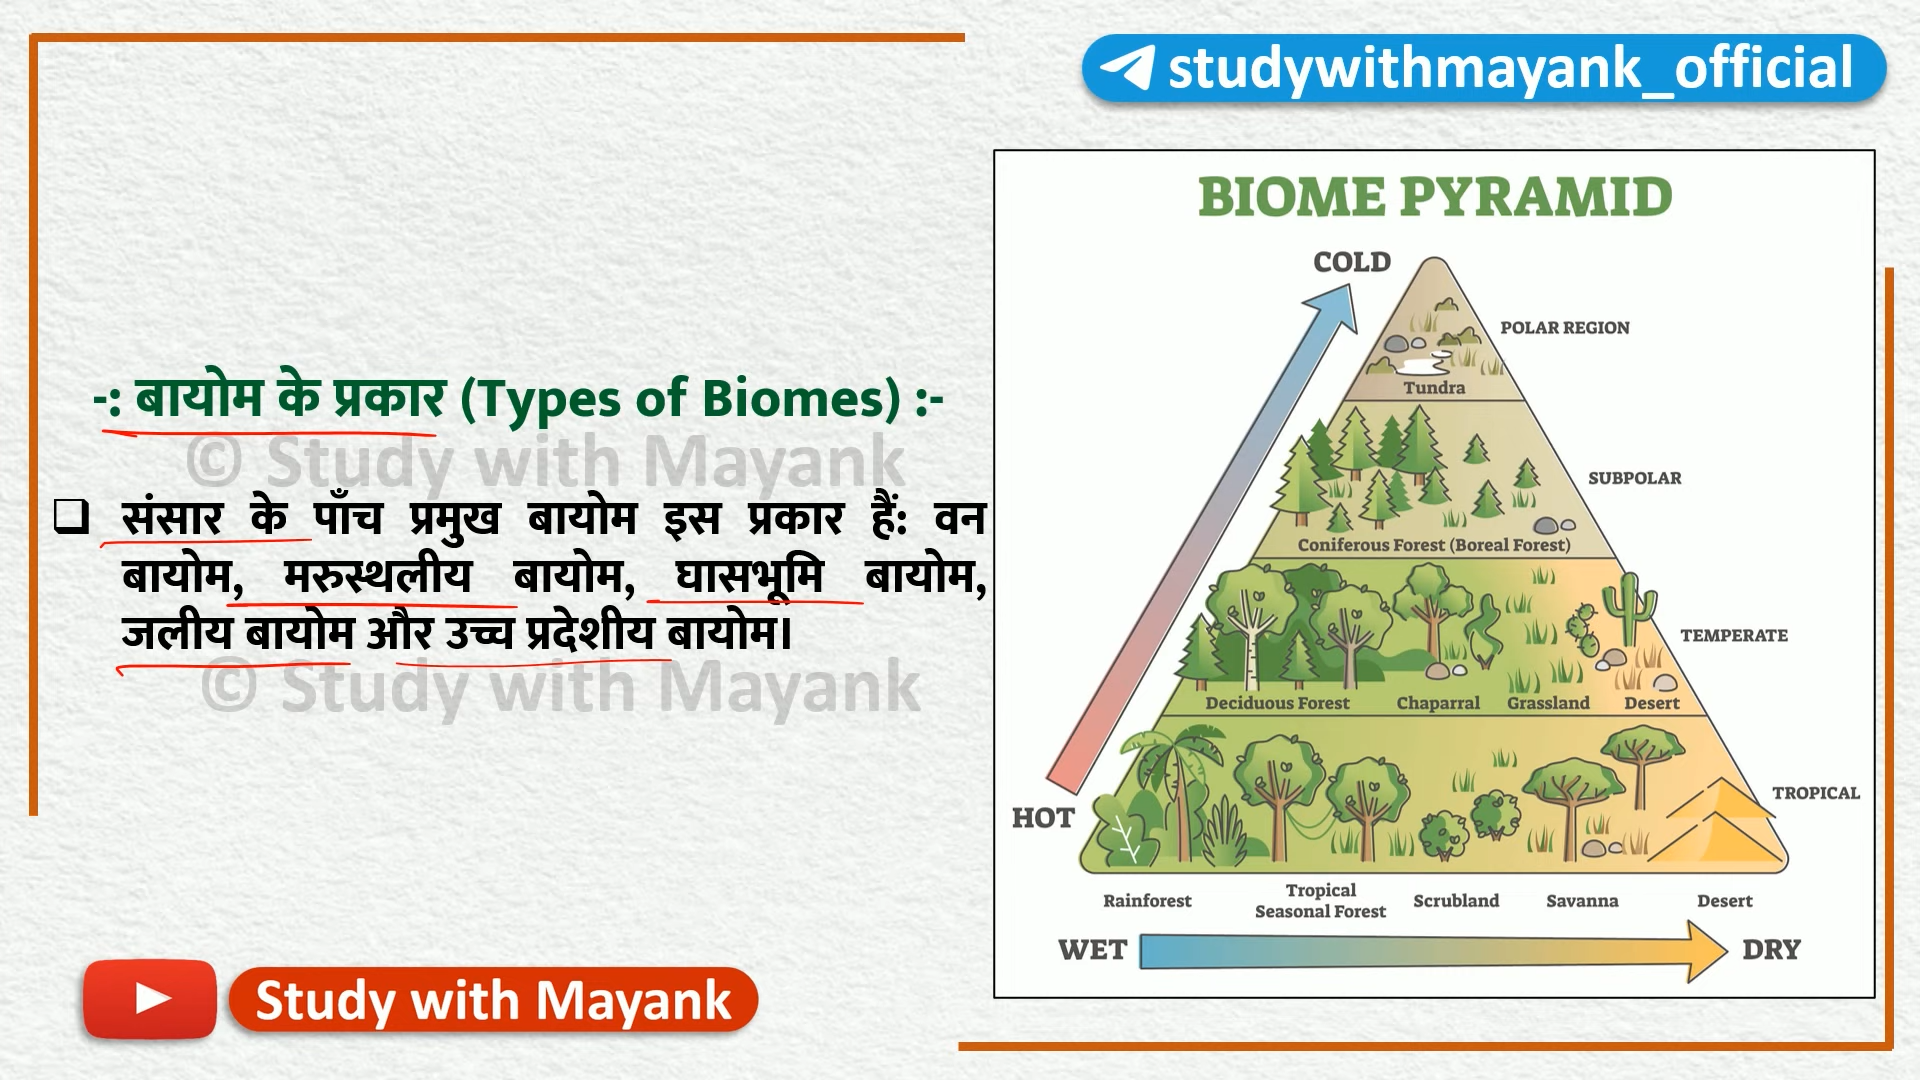 studywithmayank_official
-: बायोम के प्रकार (Types of Biomes) :-
© Study with Mayank
❑ संसार के पाँच प्रमुख बायोम इस प्रकार हैं: वन
बायोम, मरुस्थलीय बायोम, घासभूमि बायोम,
जलीय बायोम और उच्च प्रदेशीय बायोम।
© Study with Mayank
Study with Mayank
BIOME PYRAMID
COLD
POLAR REGION
Tundra
SUBPOLAR
Coniferous Forest (Boreal Forest)
TEMPERATE
Deciduous Forest Chaparral Grassland Desert
TROPICAL
HOT
Rainforest Tropical Seasonal Forest Scrubland Savanna Desert
WET DRY